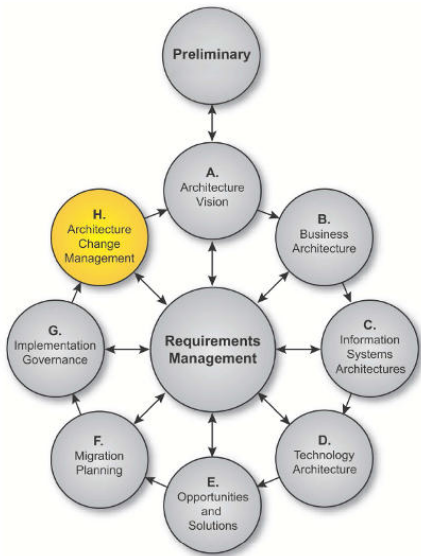 Preliminary
A.
Architecture
Vision
H.
Architecture
Change
Management
B.
Business
Architecture
G.
Implementation
Governance
Requirements
Management
C.
Information
Systems
Architectures
F.
Migration
Planning
D.
Technology
Architecture
E.
Opportunities
and
Solutions